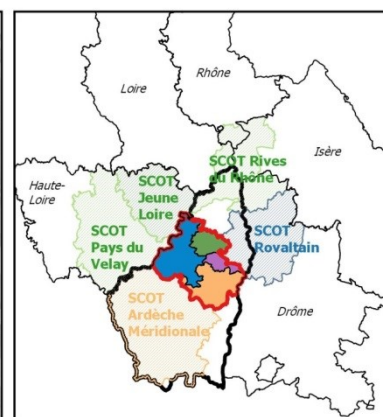 Loire
Rhône
Isère
SCOT Rives
du Rhône
Haute-
Loire
SCOT
Jeune
Loire
SCOT
Pays du
Velay
SCOT
Rovaltain
SCOT
Ardèche
Méridionale
Drôme